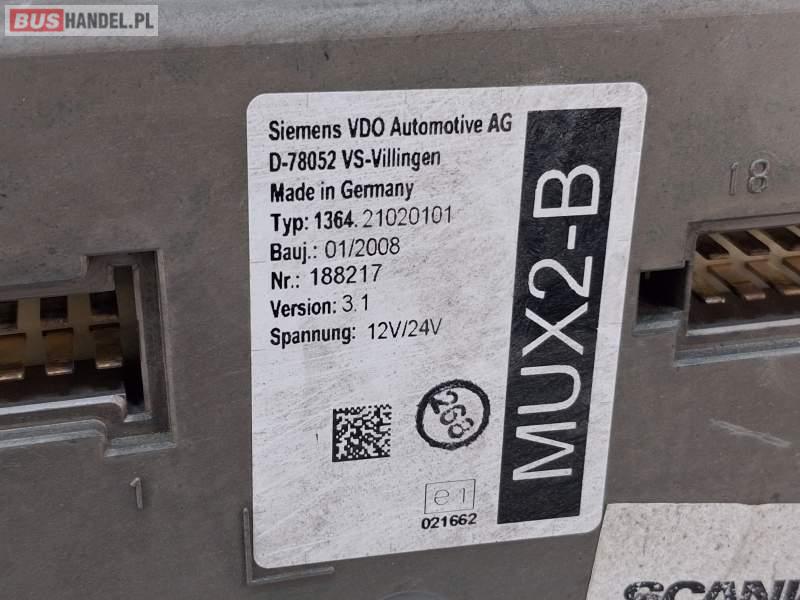 BUSHANDEL.PL
Siemens VDO Automotive AG
D-78052 VS-Villingen
Made in Germany
Typ: 1364.21020101
Bauj.: 01/2008
Nr.: 188217
Version: 3.1
Spannung: 12V/24V
MUX2-B
268
e1
021662
1
18